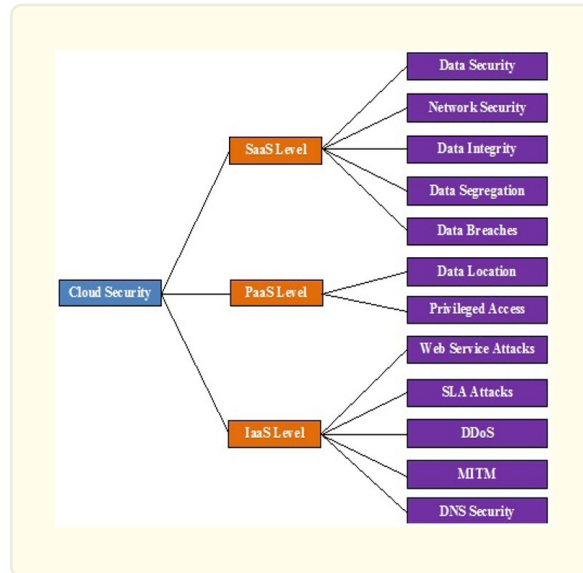 Cloud Security
SaaS Level
Data Security
Network Security
Data Integrity
Data Segregation
Data Breaches
PaaS Level
Data Location
Privileged Access
IaaS Level
Web Service Attacks
SLA Attacks
DDoS
MITM
DNS Security